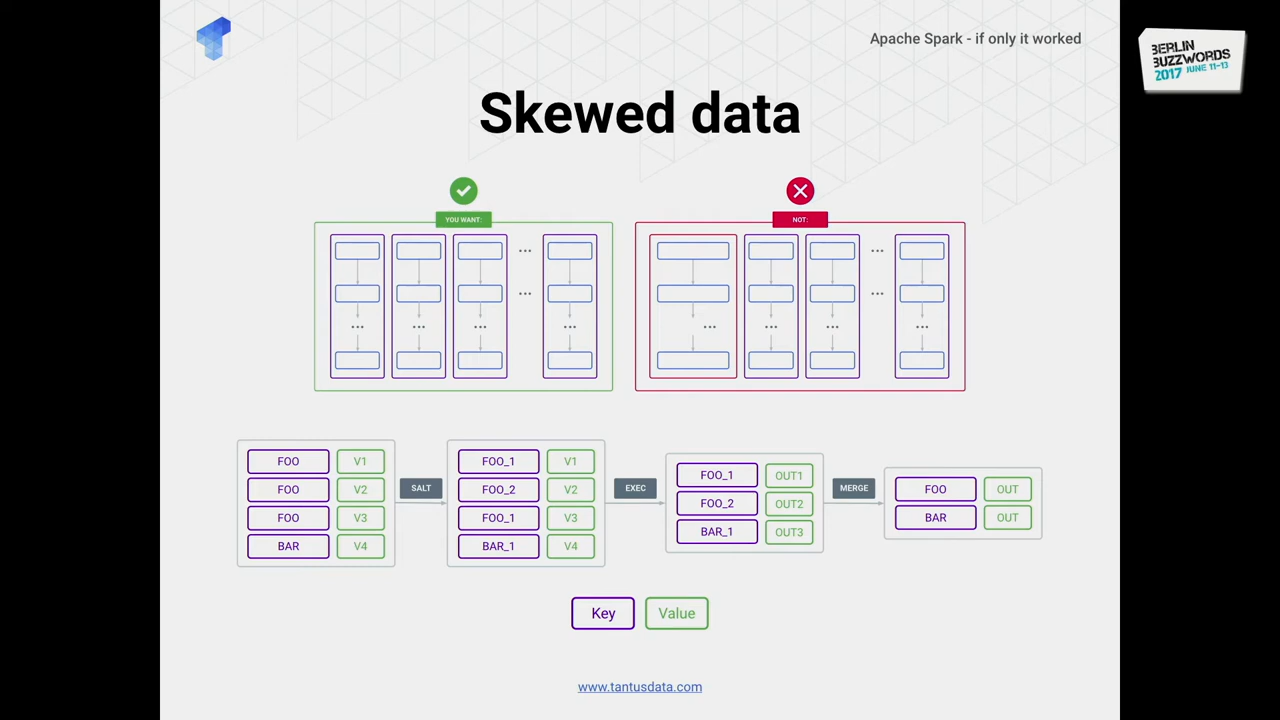 Apache Spark - if only it worked
BERLIN
BUZZWORDS
2017 JUNE 11-13
Skewed data
YOU WANT:
NOT:
...
...
... ... ... ...
...
...
... ... ... ...
FOO V1
FOO V2
FOO V3
BAR V4
SALT
FOO_1 V1
FOO_2 V2
FOO_1 V3
BAR_1 V4
EXEC
FOO_1 OUT1
FOO_2 OUT2
BAR_1 OUT3
MERGE
FOO OUT
BAR OUT
Key Value
www.tantusdata.com